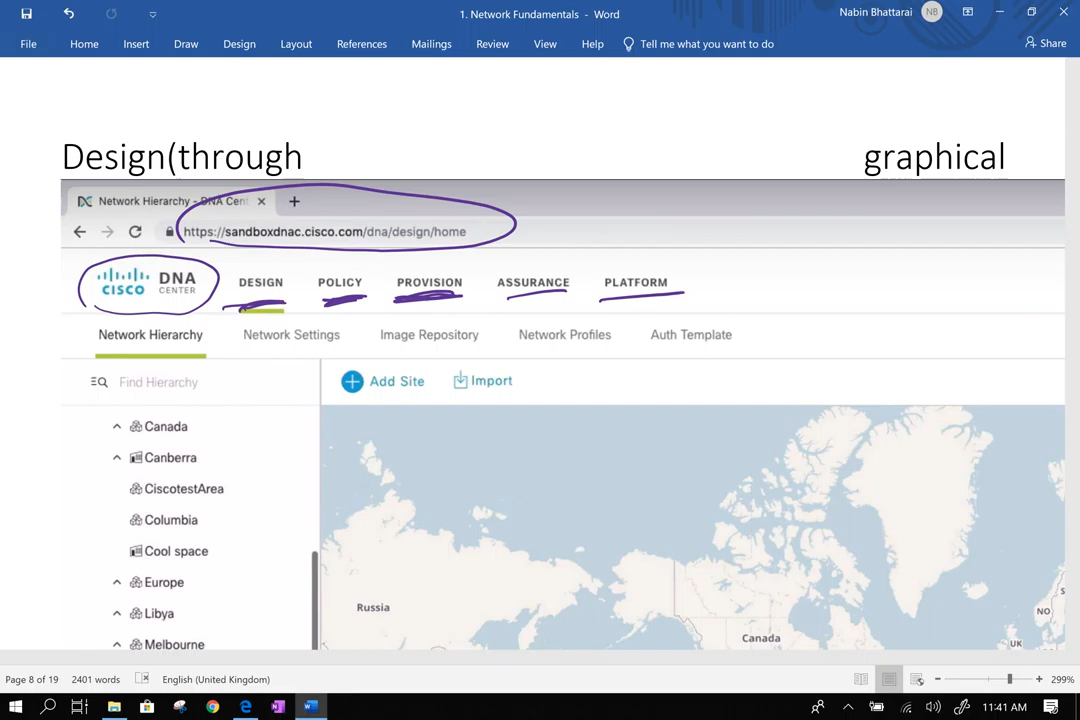 1. Network Fundamentals - Word
Nabin Bhattarai NB
File Home Insert Draw Design Layout References Mailings Review View Help Tell me what you want to do Share
Design(through graphical
Network Hierarchy - DNA Cent
https://sandboxdnac.cisco.com/dna/design/home
CISCO DNA CENTER DESIGN POLICY PROVISION ASSURANCE PLATFORM
Network Hierarchy Network Settings Image Repository Network Profiles Auth Template
Find Hierarchy
Add Site Import
Canada
Canberra
CiscotestArea
Columbia
Cool space
Europe
Libya
Melbourne
Russia
Canada
NO
S
UK
Page 8 of 19 2401 words English (United Kingdom) 299%
11:41 AM